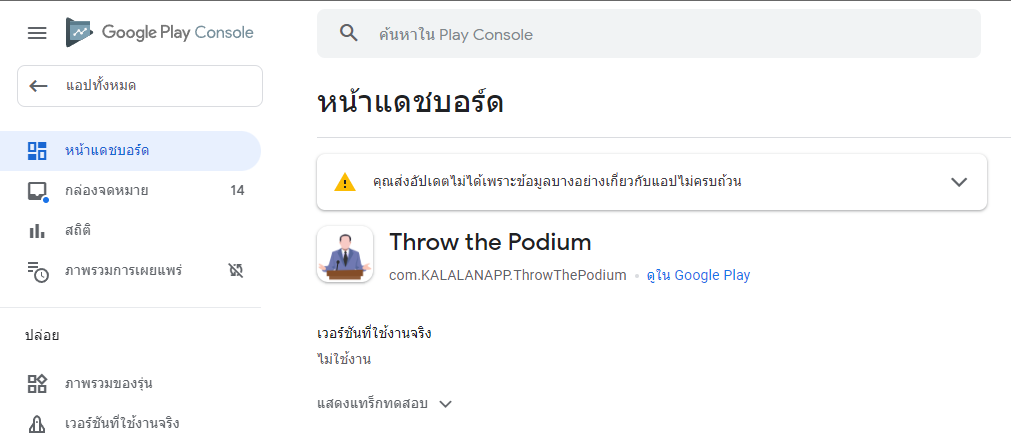 Google Play Console
ค้นหาใน Play Console
แอปทั้งหมด
หน้าแดชบอร์ด
หน้าแดชบอร์ด
กล่องจดหมาย 14
สถิติ
ภาพรวมการเผยแพร่
ปล่อย
ภาพรวมของรุ่น
เวอร์ชันที่ใช้งานจริง
คุณส่งอัปเดตไม่ได้เพราะข้อมูลบางอย่างเกี่ยวกับแอปไม่ครบถ้วน
Throw the Podium
com.KALALANAPP.ThrowThePodium • ดูใน Google Play
เวอร์ชันที่ใช้งานจริง
ไม่ใช้งาน
แสดงแทร็กทดสอบ